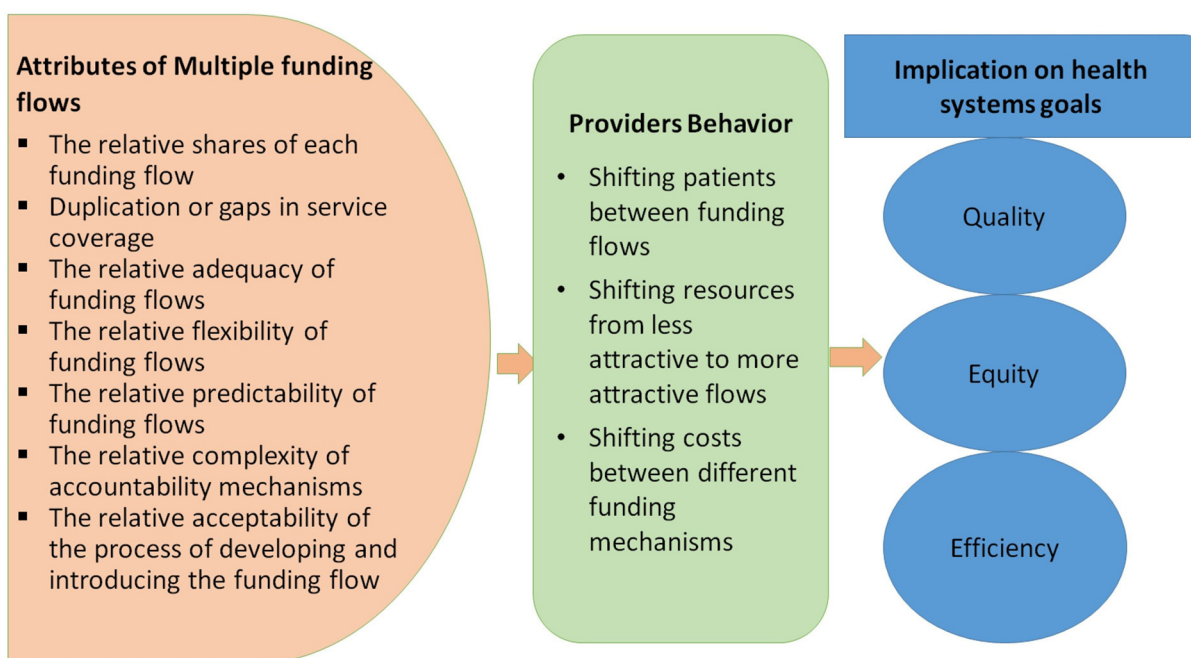 Attributes of Multiple funding
flows
▪ The relative shares of each
funding flow
▪ Duplication or gaps in service
coverage
▪ The relative adequacy of
funding flows
▪ The relative flexibility of
funding flows
▪ The relative predictability of
funding flows
▪ The relative complexity of
accountability mechanisms
▪ The relative acceptability of
the process of developing and
introducing the funding flow
Providers Behavior
• Shifting patients
between funding
flows
• Shifting resources
from less
attractive to more
attractive flows
• Shifting costs
between different
funding
mechanisms
Implication on health
systems goals
Quality
Equity
Efficiency